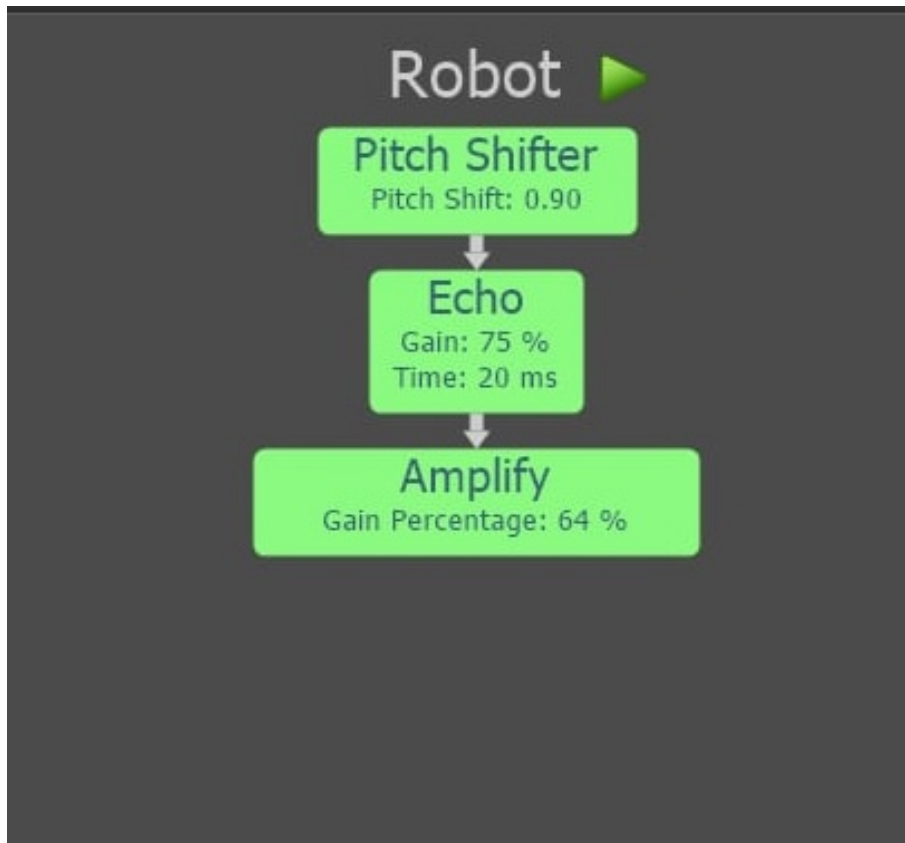 Robot
Pitch Shifter
Pitch Shift: 0.90
Echo
Gain: 75 %
Time: 20 ms
Amplify
Gain Percentage: 64 %